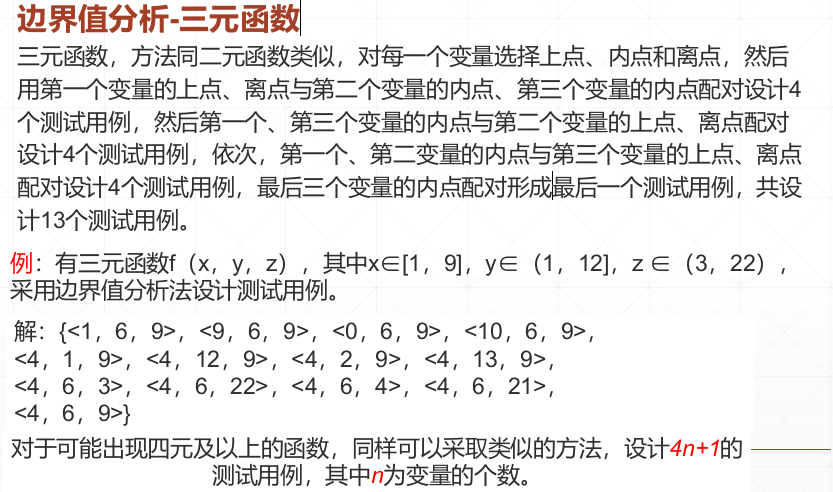 边界值分析-三元函数
三元函数，方法同二元函数类似，对每一个变量选择上点、内点和离点，然后
用第一个变量的上点、离点与第二个变量的内点、第三个变量的内点配对设计4
个测试用例，然后第一个、第三个变量的内点与第二个变量的上点、离点配对
设计4个测试用例，依次，第一个、第二变量的内点与第三个变量的上点、离点
配对设计4个测试用例，最后三个变量的内点配对形成最后一个测试用例，共设
计13个测试用例。
例：有三元函数f（x，y，z），其中x∈[1，9]，y∈（1，12]，z ∈（3，22），
采用边界值分析法设计测试用例。
解：{<1，6，9>，<9，6，9>，<0，6，9>，<10，6，9>，
<4，1，9>，<4，12，9>，<4，2，9>，<4，13，9>，
<4，6，3>，<4，6，22>，<4，6，4>，<4，6，21>，
<4，6，9>}
对于可能出现四元及以上的函数，同样可以采取类似的方法，设计4n+1的
测试用例，其中n为变量的个数。